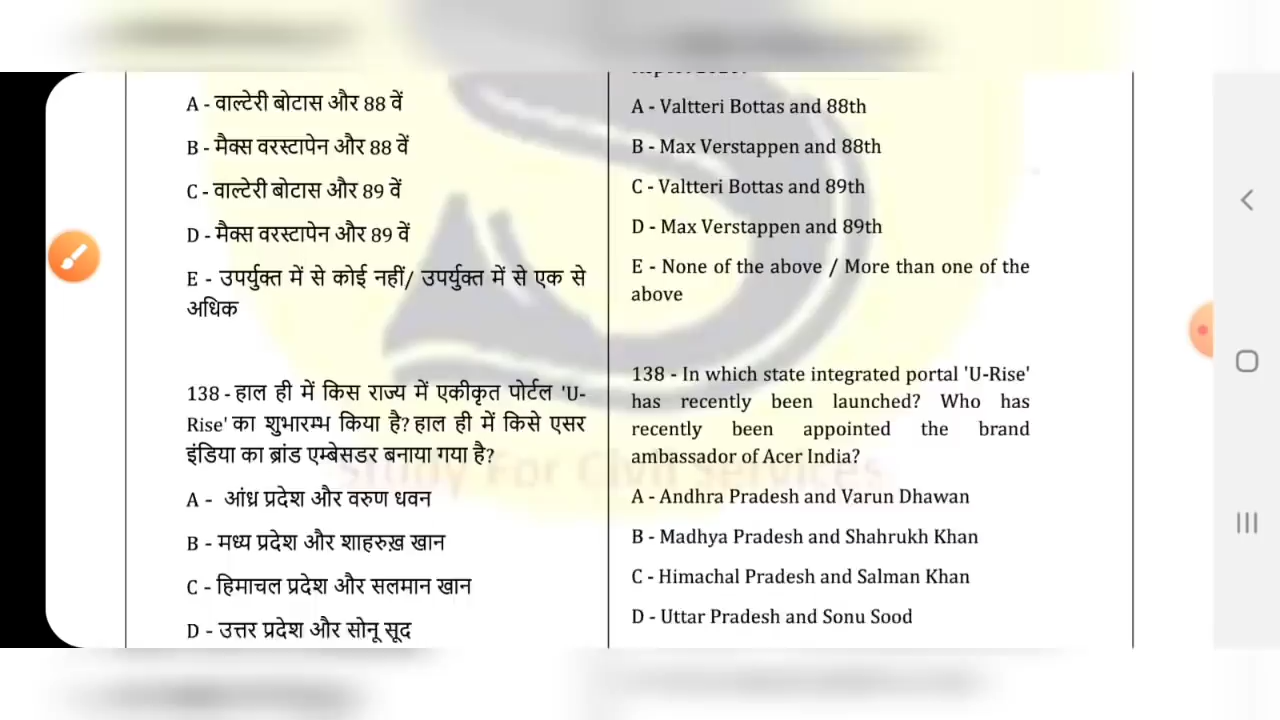 A - वाल्टेरी बोटास और 88 वें
B - मैक्स वरस्टापेन और 88 वें
C - वाल्टेरी बोटास और 89 वें
D - मैक्स वरस्टापेन और 89 वें
E - उपर्युक्त में से कोई नहीं/ उपर्युक्त में से एक से
अधिक
138 - हाल ही में किस राज्य में एकीकृत पोर्टल 'U-
Rise' का शुभारम्भ किया है? हाल ही में किसे एसर
इंडिया का ब्रांड एम्बेसडर बनाया गया है?
A - आंध्र प्रदेश और वरुण धवन
B - मध्य प्रदेश और शाहरुख़ खान
C - हिमाचल प्रदेश और सलमान खान
D - उत्तर प्रदेश और सोनू सूद
A - Valtteri Bottas and 88th
B - Max Verstappen and 88th
C - Valtteri Bottas and 89th
D - Max Verstappen and 89th
E - None of the above / More than one of the
above
138 - In which state integrated portal 'U-Rise'
has recently been launched? Who has
recently been appointed the brand
ambassador of Acer India?
A - Andhra Pradesh and Varun Dhawan
B - Madhya Pradesh and Shahrukh Khan
C - Himachal Pradesh and Salman Khan
D - Uttar Pradesh and Sonu Sood
Study For Civil Services